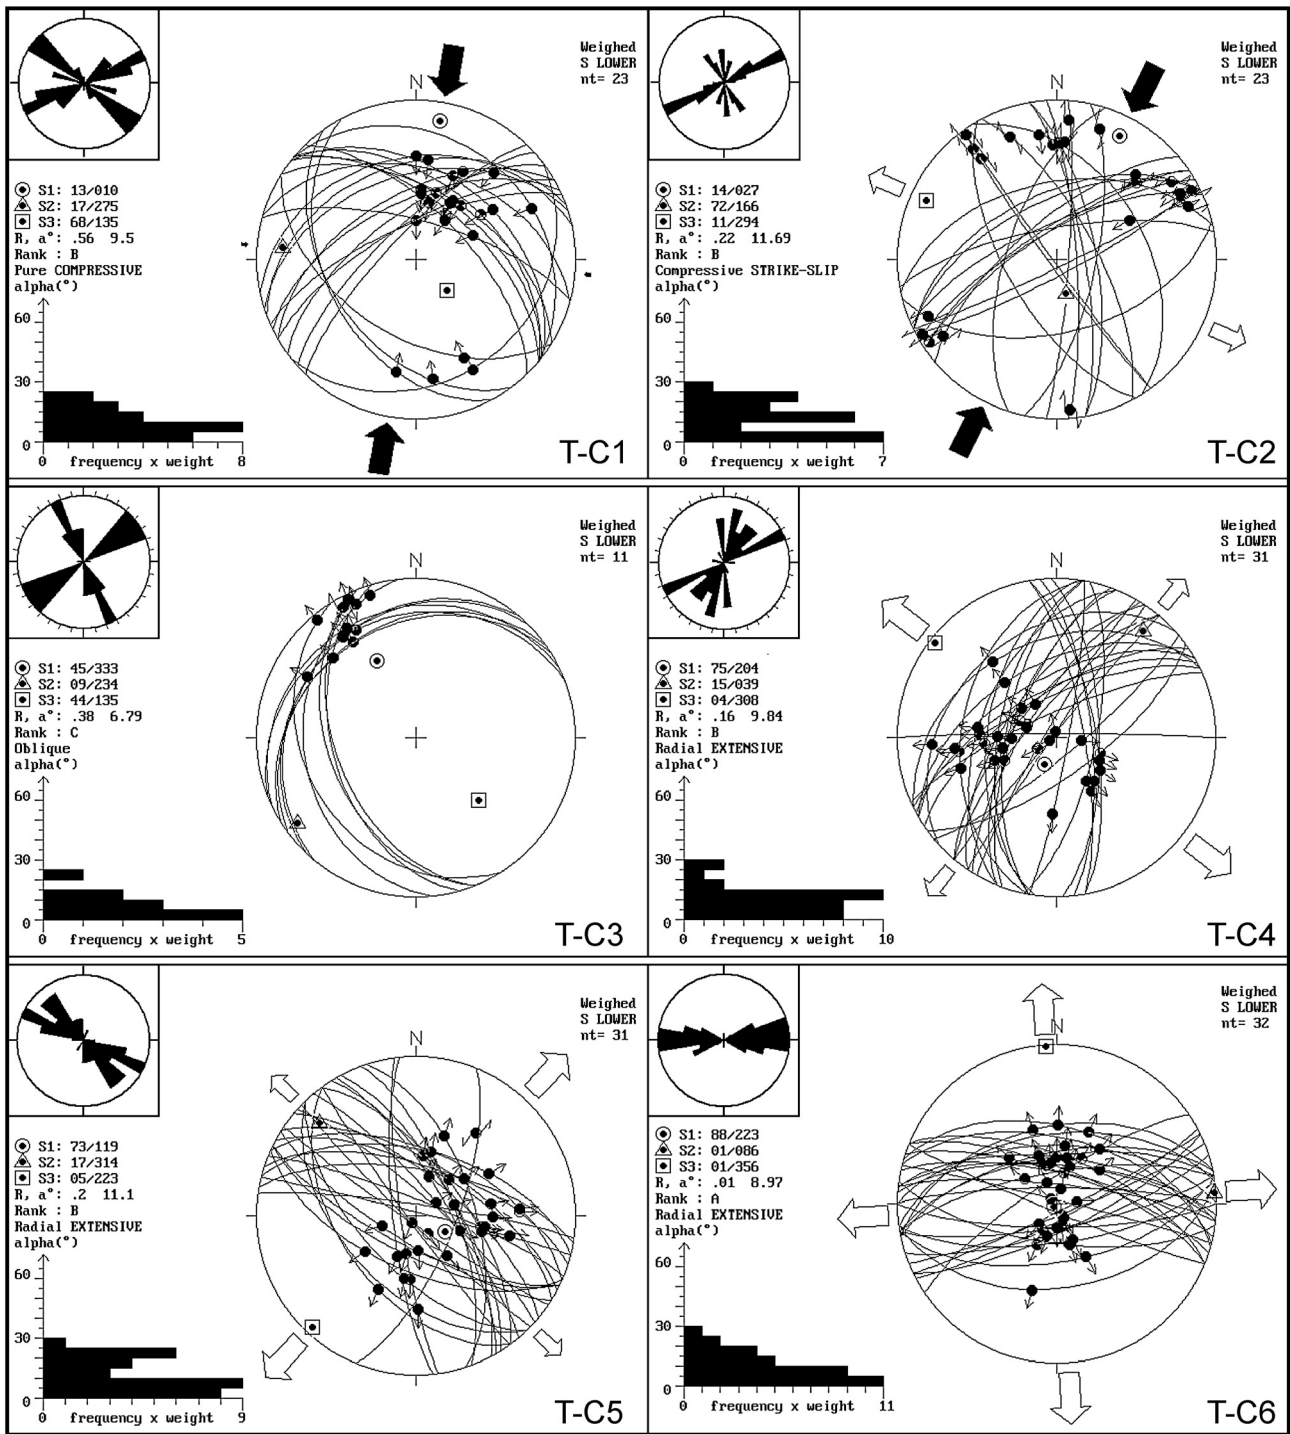 Weighed
S LOWER
nt= 23
N
S1: 13/010
S2: 17/275
S3: 68/135
R, a°: .56 9.5
Rank : B
Pure COMPRESSIVE
alpha(°)
60
30
0
0 frequency x weight 8
T-C1
Weighed
S LOWER
nt= 23
N
S1: 14/027
S2: 72/166
S3: 11/294
R, a°: .22 11.69
Rank : B
Compressive STRIKE-SLIP
alpha(°)
60
30
0
0 frequency x weight 7
T-C2
Weighed
S LOWER
nt= 11
N
S1: 45/333
S2: 09/234
S3: 44/135
R, a°: .38 6.79
Rank : C
Oblique
alpha(°)
60
30
0
0 frequency x weight 5
T-C3
Weighed
S LOWER
nt= 31
N
S1: 75/204
S2: 15/039
S3: 04/308
R, a°: .16 9.84
Rank : B
Radial EXTENSIVE
alpha(°)
60
30
0
0 frequency x weight 10
T-C4
Weighed
S LOWER
nt= 31
N
S1: 73/119
S2: 17/314
S3: 05/223
R, a°: .2 11.1
Rank : B
Radial EXTENSIVE
alpha(°)
60
30
0
0 frequency x weight 9
T-C5
Weighed
S LOWER
nt= 32
N
S1: 88/223
S2: 01/086
S3: 01/356
R, a°: .01 8.97
Rank : A
Radial EXTENSIVE
alpha(°)
60
30
0
0 frequency x weight 11
T-C6